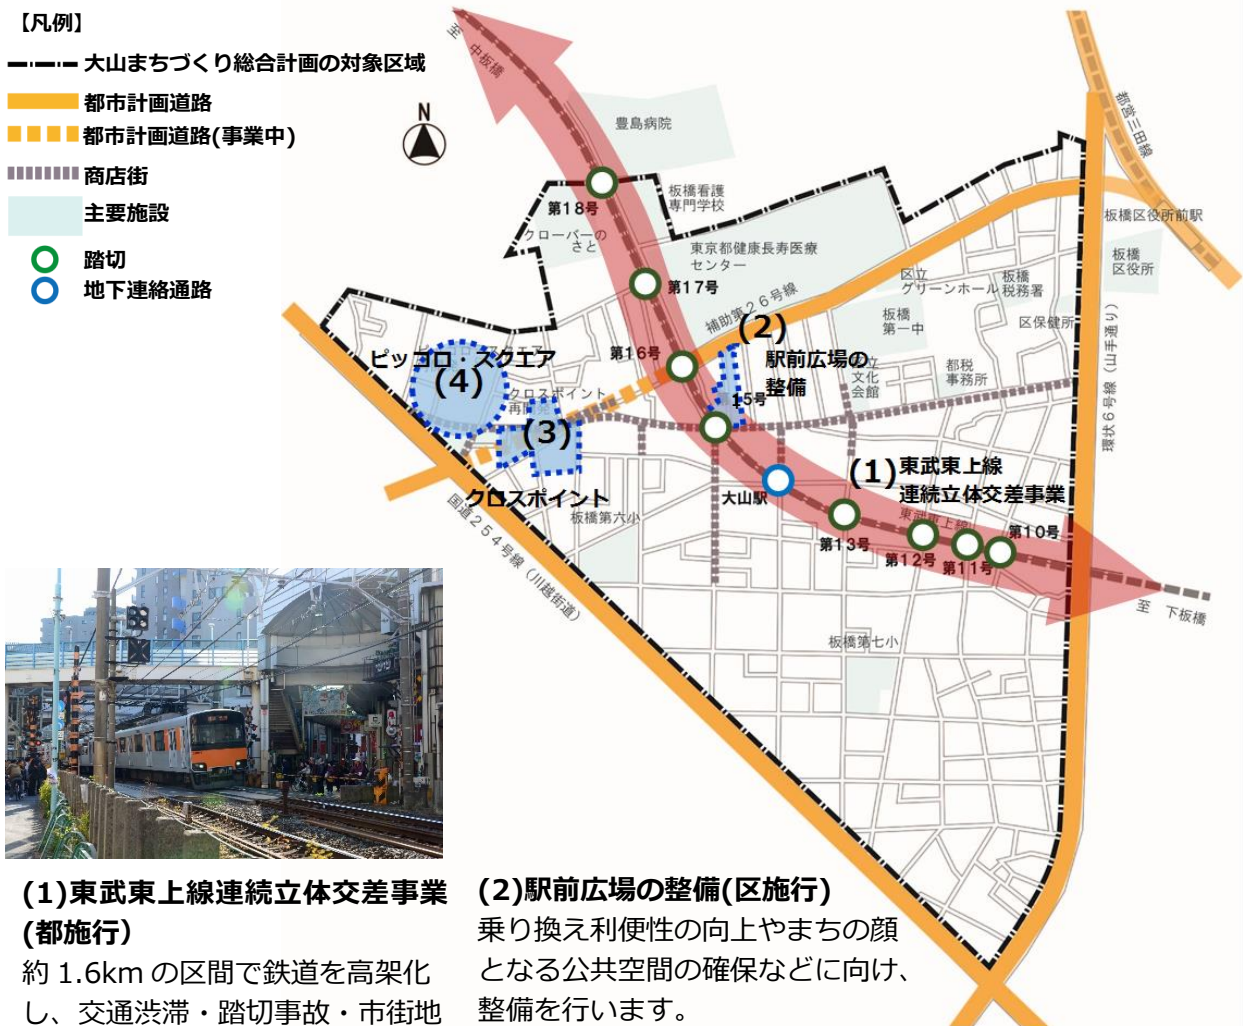 【凡例】
大山まちづくり総合計画の対象区域
都市計画道路
都市計画道路(事業中)
商店街
主要施設
踏切
地下連絡通路
N
至 中板橋
豊島病院
都営三田線
板橋看護
専門学校
第18号
クローバーの
さと
東京都健康長寿医療
センター
板橋区役所前駅
板橋
区役所
第17号
区立
グリーンホール
板橋
税務署
補助第26号線
板橋
第一中
区保健所
環状6号線(山手通り)
(2)
駅前広場の
整備
第16号
ピッコロ・スクエア
(4)
文化
会館
都税
事務所
クロスポイント
15号
(3)
クロスポイント
板橋第六小
大山駅
(1)東武東上線
連続立体交差事業
東武東上線
第13号
第12号
第11号
第10号
国道254号線(川越街道)
至 下板橋
板橋第七小
(1)東武東上線連続立体交差事業
(都施行)
約 1.6km の区間で鉄道を高架化
し、交通渋滞・踏切事故・市街地
(2)駅前広場の整備(区施行)
乗り換え利便性の向上やまちの顔
となる公共空間の確保などに向け、
整備を行います。